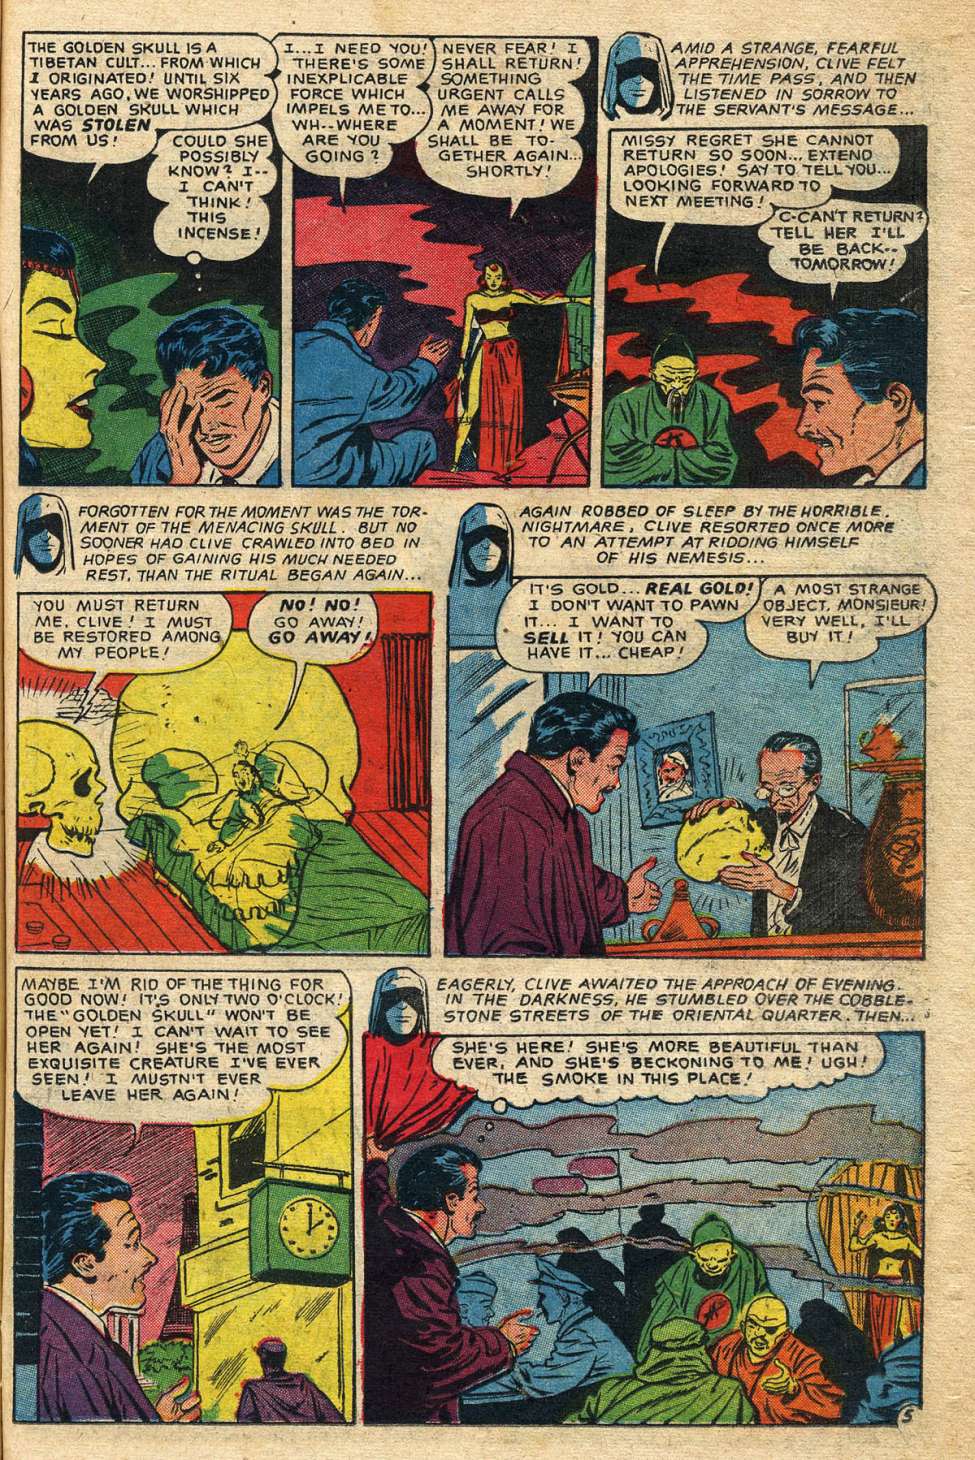 THE GOLDEN SKULL IS A
TIBETAN CULT... FROM WHICH
I ORIGINATED! UNTIL SIX
YEARS AGO, WE WORSHIPPED
A GOLDEN SKULL WHICH
WAS STOLEN
FROM US!
COULD SHE
POSSIBLY
KNOW? I--
I CAN'T
THINK!
THIS
INCENSE!
I...I NEED YOU!
THERE'S SOME
INEXPLICABLE
FORCE WHICH
IMPELS ME TO...
WH--WHERE
ARE YOU
GOING?
NEVER FEAR! I
SHALL RETURN!
SOMETHING
URGENT CALLS
ME AWAY FOR
A MOMENT! WE
SHALL BE TO-
GETHER AGAIN...
SHORTLY!
AMID A STRANGE, FEARFUL
APPREHENSION, CLIVE FELT
THE TIME PASS, AND THEN
LISTENED IN SORROW TO
THE SERVANT'S MESSAGE...
MISSY REGRET SHE CANNOT
RETURN SO SOON... EXTEND
APOLOGIES! SAY TO TELL YOU...
LOOKING FORWARD TO
NEXT MEETING!
C-CAN'T RETURN?
TELL HER I'LL
BE BACK--
TOMORROW!
FORGOTTEN FOR THE MOMENT WAS THE TOR-
MENT OF THE MENACING SKULL. BUT NO
SOONER HAD CLIVE CRAWLED INTO BED IN
HOPES OF GAINING HIS MUCH NEEDED
REST, THAN THE RITUAL BEGAN AGAIN...
YOU MUST RETURN
ME, CLIVE! I MUST
BE RESTORED AMONG
MY PEOPLE!
NO! NO!
GO AWAY!
GO AWAY!
AGAIN ROBBED OF SLEEP BY THE HORRIBLE
NIGHTMARE, CLIVE RESORTED ONCE MORE
TO AN ATTEMPT AT RIDDING HIMSELF
OF HIS NEMESIS...
IT'S GOLD... REAL GOLD!
I DON'T WANT TO PAWN
IT... I WANT TO
SELL IT! YOU CAN
HAVE IT... CHEAP!
A MOST STRANGE
OBJECT, MONSIEUR!
VERY WELL, I'LL
BUY IT!
MAYBE I'M RID OF THE THING FOR
GOOD NOW! IT'S ONLY TWO O'CLOCK!
THE "GOLDEN SKULL" WON'T BE
OPEN YET! I CAN'T WAIT TO SEE
HER AGAIN! SHE'S THE MOST
EXQUISITE CREATURE I'VE EVER
SEEN! I MUSTN'T EVER
LEAVE HER AGAIN!
EAGERLY, CLIVE AWAITED THE APPROACH OF EVENING.
IN THE DARKNESS, HE STUMBLED OVER THE COBBLE-
STONE STREETS OF THE ORIENTAL QUARTER. THEN...
SHE'S HERE! SHE'S MORE BEAUTIFUL THAN
EVER, AND SHE'S BECKONING TO ME! UGH!
THE SMOKE IN THIS PLACE!
5